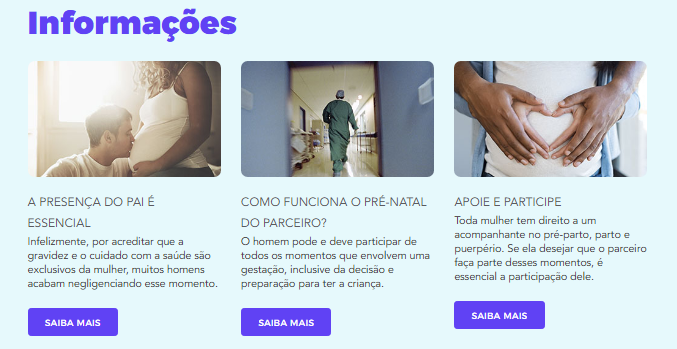 Informações
A PRESENÇA DO PAI É
ESSENCIAL
Infelizmente, por acreditar que a
gravidez e o cuidado com a saúde são
exclusivos da mulher, muitos homens
acabam negligenciando esse momento.
SAIBA MAIS
COMO FUNCIONA O PRÉ-NATAL
DO PARCEIRO?
O homem pode e deve participar de
todos os momentos que envolvem uma
gestação, inclusive da decisão e
preparação para ter a criança.
SAIBA MAIS
APOIE E PARTICIPE
Toda mulher tem direito a um
acompanhante no pré-parto, parto e
puerpério. Se ela desejar que o parceiro
faça parte desses momentos, é
essencial a participação dele.
SAIBA MAIS